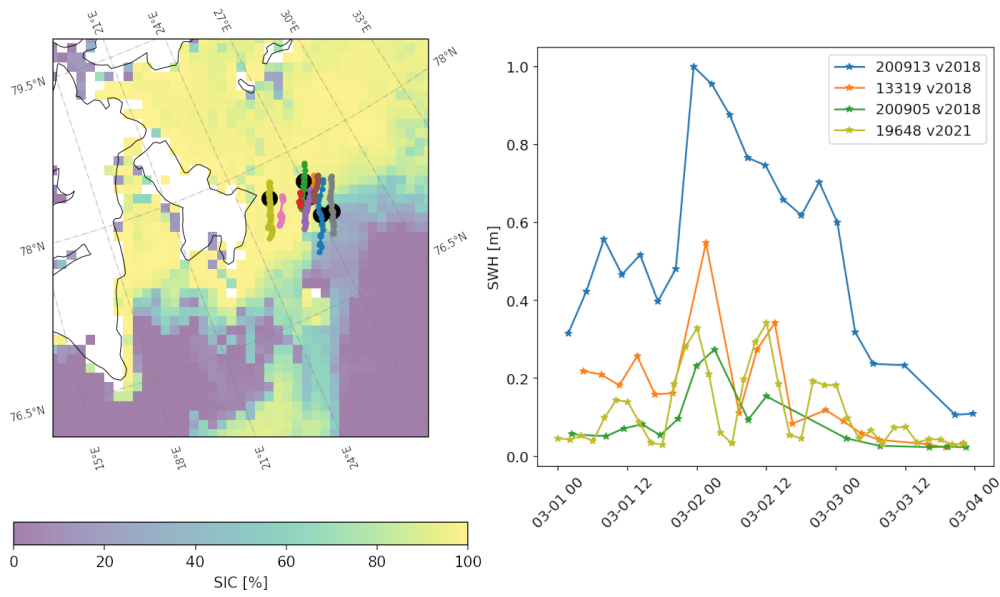 21°E
24°E
27°E
30°E
33°E
79.5°N
78°N
78°N
76.5°N
76.5°N
15°E
18°E
21°E
24°E
0
20
40
60
80
100
SIC [%]
1.0
0.8
0.6
0.4
0.2
0.0
SWH [m]
200913 v2018
13319 v2018
200905 v2018
19648 v2021
03-01 00
03-01 12
03-02 00
03-02 12
03-03 00
03-03 12
03-04 00